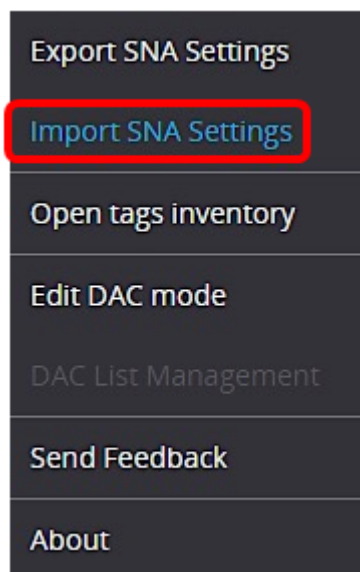 Export SNA Settings
Import SNA Settings
Open tags inventory
Edit DAC mode
DAC List Management
Send Feedback
About